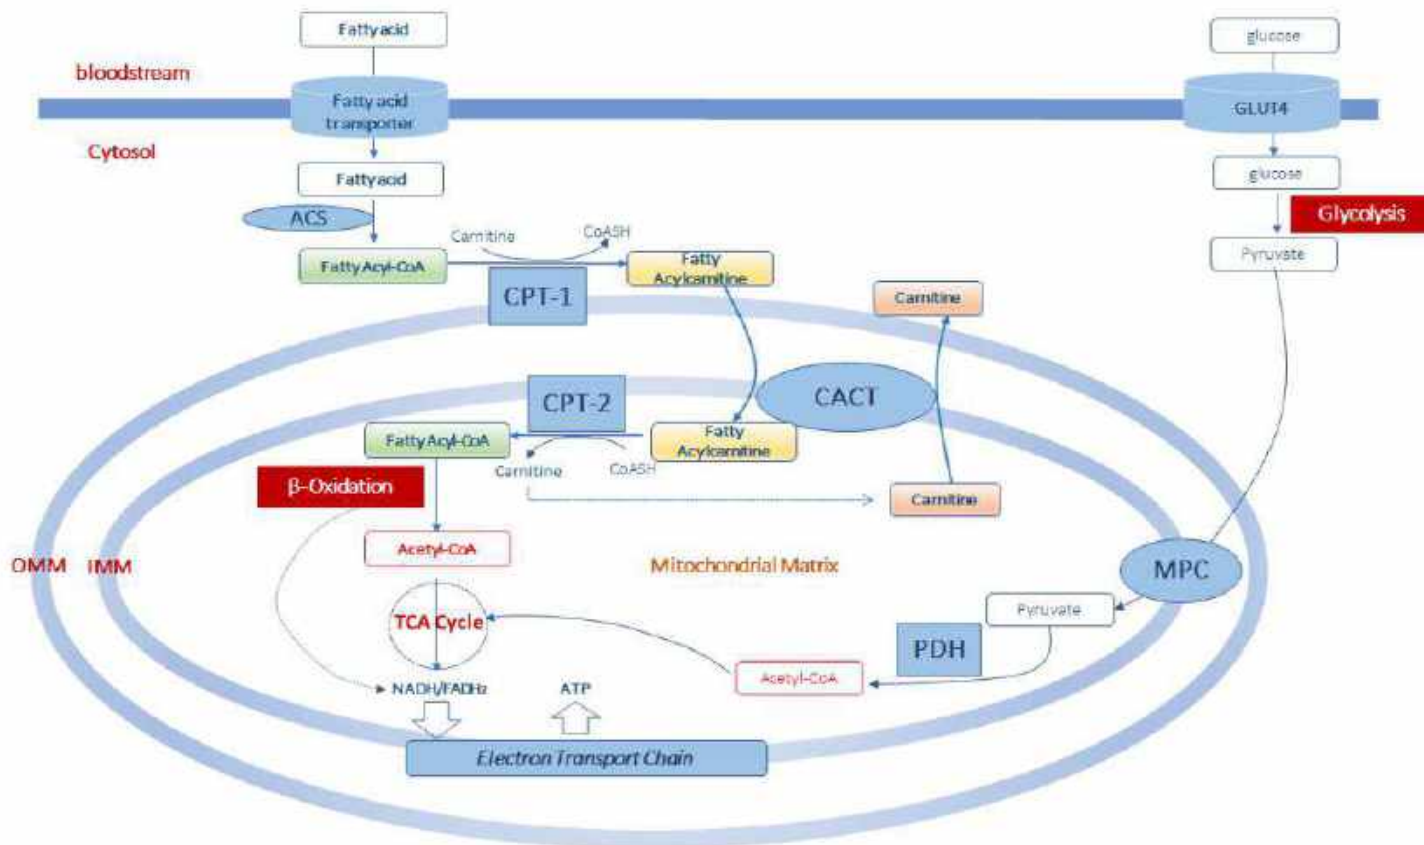 Fatty acid
glucose
bloodstream
Fatty acid
transporter
GLUT4
Cytosol
Fatty acid
glucose
ACS
Glycolysis
Carnitine
CoASH
Fatty Acyl-CoA
Fatty
Acylcarnitine
Pyruvate
CPT-1
Carnitine
CPT-2
CACT
Fatty Acyl-CoA
Fatty
Acylcarnitine
Carnitine
CoASH
β-Oxidation
Carnitine
Acetyl-CoA
OMM
IMM
Mitochondrial Matrix
MPC
TCA Cycle
Pyruvate
PDH
Acetyl-CoA
NADH/FADH2
ATP
Electron Transport Chain